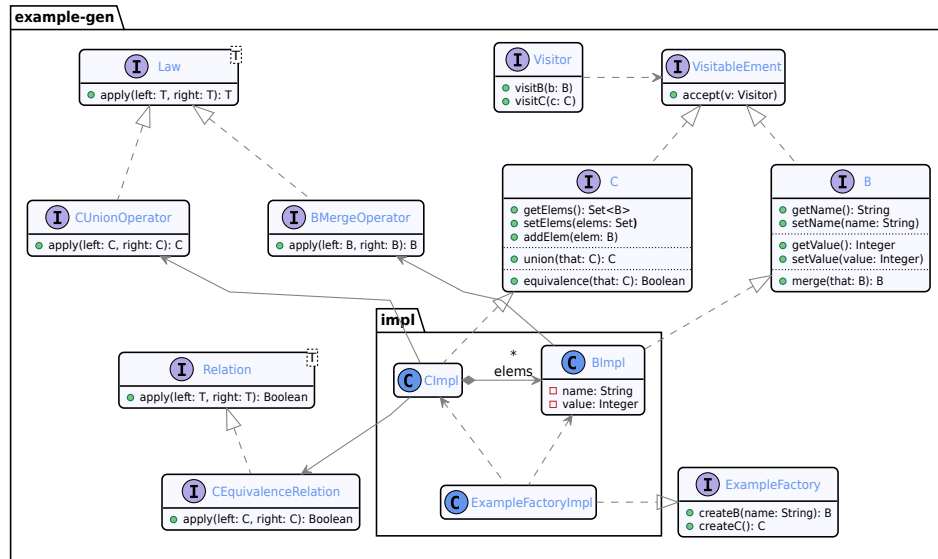 example-gen
I Law
T
apply(left: T, right: T): T
I Visitor
visitB(b: B)
visitC(c: C)
I VisitableEment
accept(v: Visitor)
I CUnionOperator
apply(left: C, right: C): C
I BMergeOperator
apply(left: B, right: B): B
I C
getElems(): Set<B>
setElems(elems: Set)
addElem(elem: B)
union(that: C): C
equivalence(that: C): Boolean
I B
getName(): String
setName(name: String)
getValue(): Integer
setValue(value: Integer)
merge(that: B): B
impl
I Relation
T
apply(left: T, right: T): Boolean
C CImpl
*
elems
C BImpl
name: String
value: Integer
I CEquivalenceRelation
apply(left: C, right: C): Boolean
C ExampleFactoryImpl
I ExampleFactory
createB(name: String): B
createC(): C